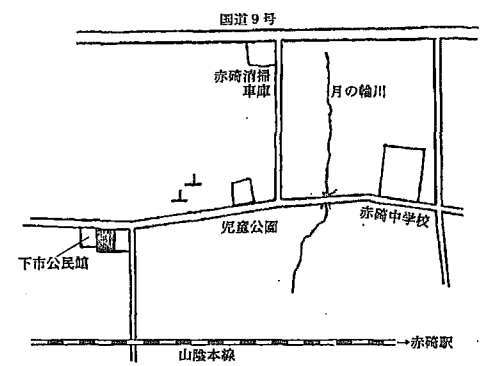 国道9号
赤碕清掃
車庫
月の輪川
児童公園
赤碕中学校
下市公民館
→赤碕駅
山陰本線